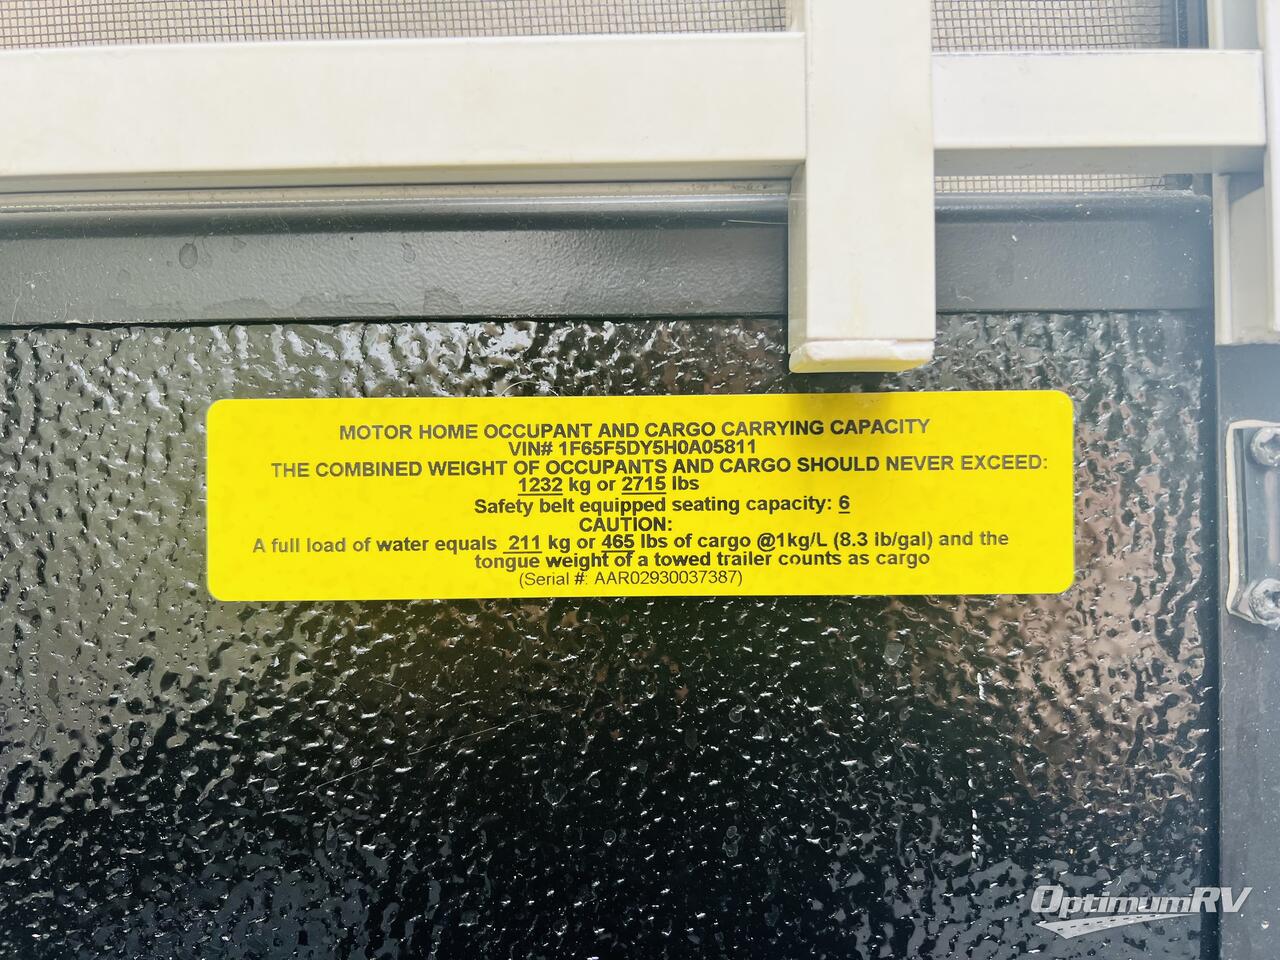 MOTOR HOME OCCUPANT AND CARGO CARRYING CAPACITY
VIN# 1F65F5DY5H0A05811
THE COMBINED WEIGHT OF OCCUPANTS AND CARGO SHOULD NEVER EXCEED:
1232 kg or 2715 lbs
Safety belt equipped seating capacity: 6
CAUTION:
A full load of water equals 211 kg or 465 lbs of cargo @1kg/L (8.3 lb/gal) and the
tongue weight of a towed trailer counts as cargo
(Serial #: AAR02930037387)
OptimumRV